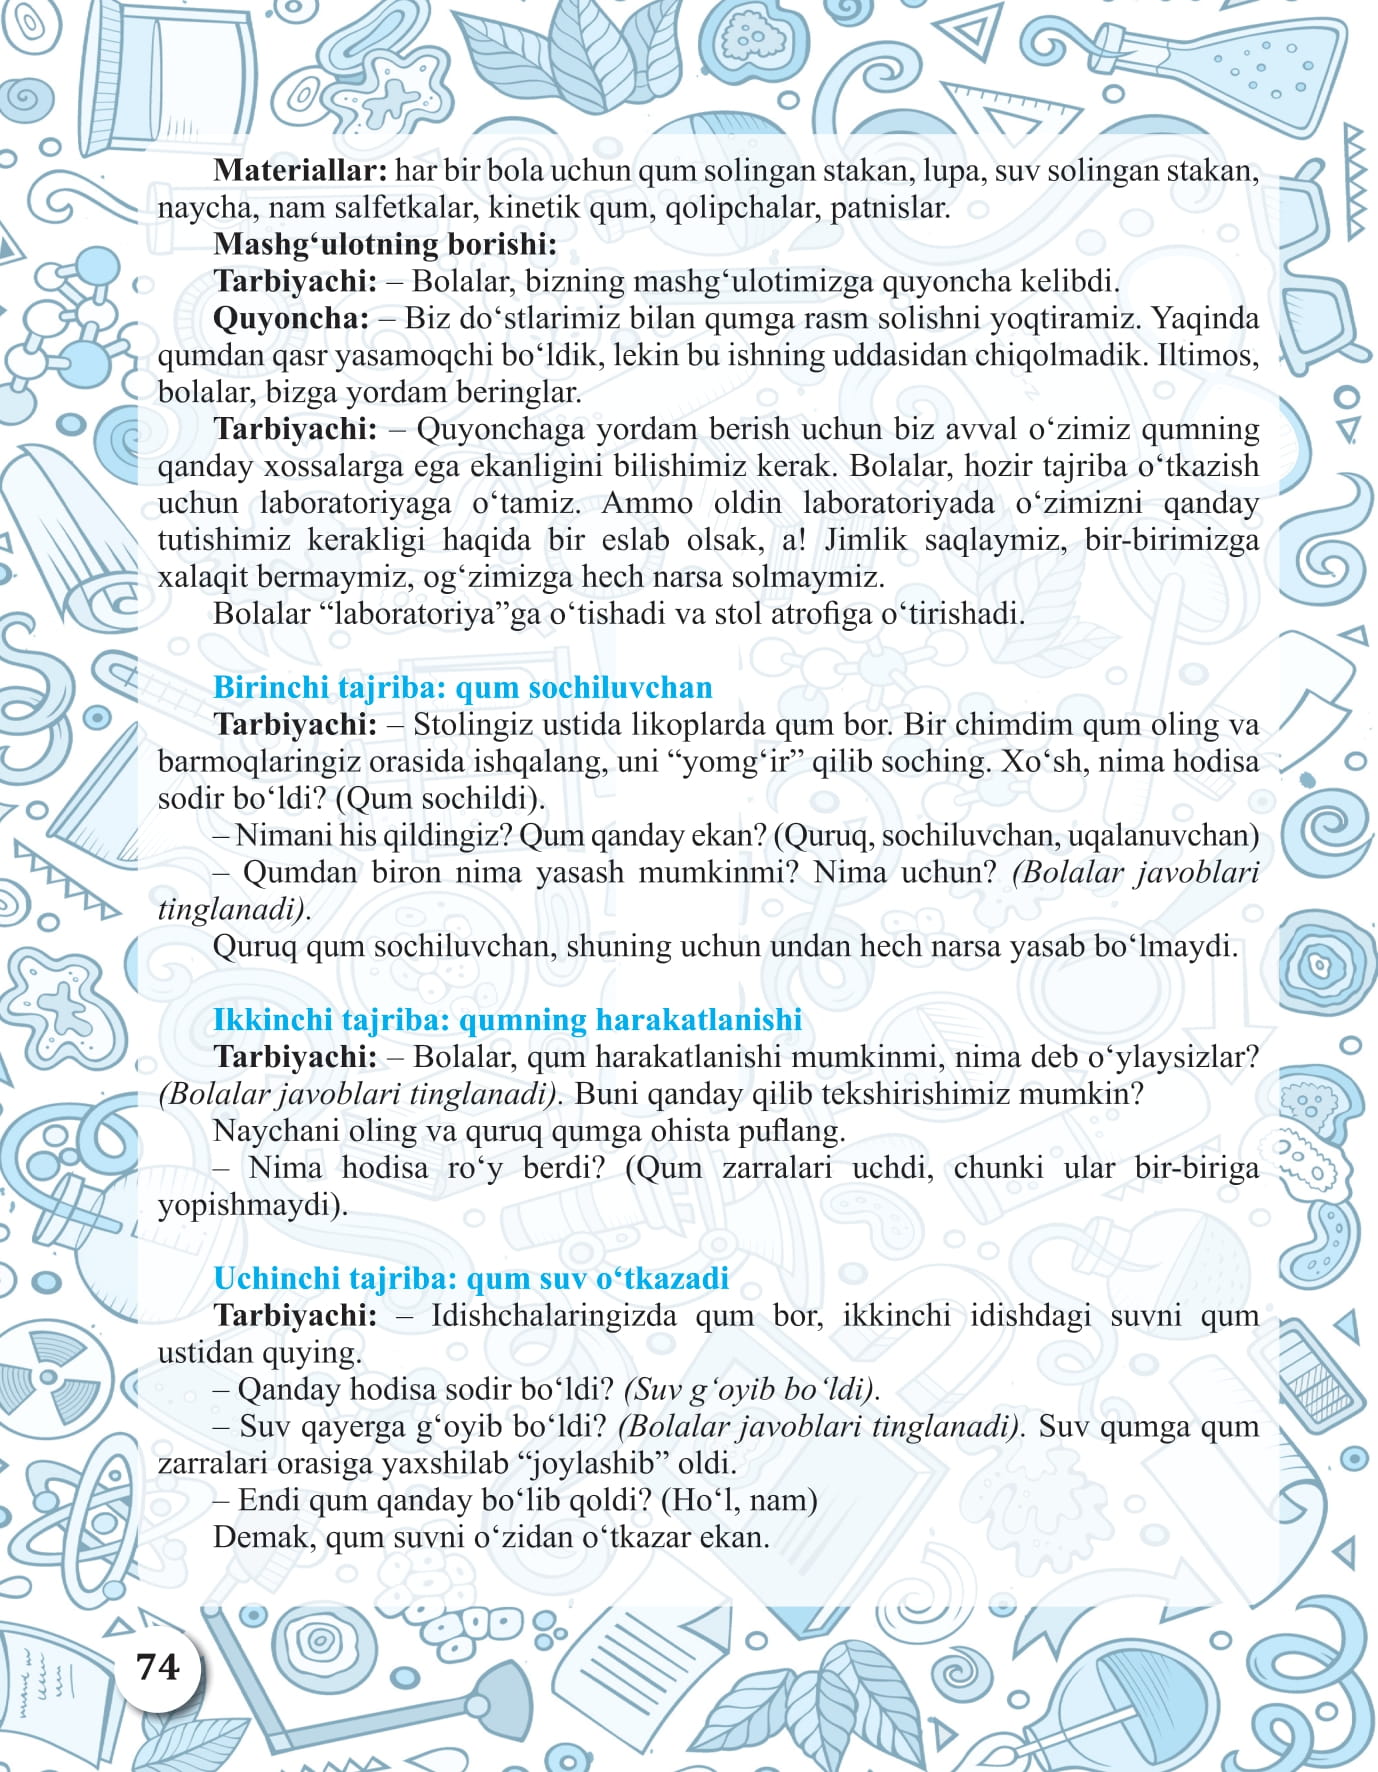 Materiallar: har bir bola uchun qum solingan stakan, lupa, suv solingan stakan,
naycha, nam salfetkalar, kinetik qum, qolipchalar, patnislar.
Mashg‘ulotning borishi:
Tarbiyachi: – Bolalar, bizning mashg‘ulotimizga quyoncha kelibdi.
Quyoncha: – Biz do‘stlarimiz bilan qumga rasm solishni yoqtiramiz. Yaqinda
qumdan qasr yasamoqchi bo‘ldik, lekin bu ishning uddasidan chiqolmadik. Iltimos,
bolalar, bizga yordam beringlar.
Tarbiyachi: – Quyonchaga yordam berish uchun biz avval o‘zimiz qumning
qanday xossalarga ega ekanligini bilishimiz kerak. Bolalar, hozir tajriba o‘tkazish
uchun laboratoriyaga o‘tamiz. Ammo oldin laboratoriyada o‘zimizni qanday
tutishimiz kerakligi haqida bir eslab olsak, a! Jimlik saqlaymiz, bir-birimizga
xalaqit bermaymiz, og‘zimizga hech narsa solmaymiz.
Bolalar “laboratoriya”ga o‘tishadi va stol atrofiga o‘tirishadi.
Birinchi tajriba: qum sochiluvchan
Tarbiyachi: – Stolingiz ustida likoplarda qum bor. Bir chimdim qum oling va
barmoqlaringiz orasida ishqalang, uni “yomg‘ir” qilib soching. Xo‘sh, nima hodisa
sodir bo‘ldi? (Qum sochildi).
– Nimani his qildingiz? Qum qanday ekan? (Quruq, sochiluvchan, uqalanuvchan)
– Qumdan biron nima yasash mumkinmi? Nima uchun? (Bolalar javoblari
tinglanadi).
Quruq qum sochiluvchan, shuning uchun undan hech narsa yasab bo‘lmaydi.
Ikkinchi tajriba: qumning harakatlanishi
Tarbiyachi: – Bolalar, qum harakatlanishi mumkinmi, nima deb o‘ylaysizlar?
(Bolalar javoblari tinglanadi). Buni qanday qilib tekshirishimiz mumkin?
Naychani oling va quruq qumga ohista puflang.
– Nima hodisa ro‘y berdi? (Qum zarralari uchdi, chunki ular bir-biriga
yopishmaydi).
Uchinchi tajriba: qum suv o‘tkazadi
Tarbiyachi: – Idishchalaringizda qum bor, ikkinchi idishdagi suvni qum
ustidan quying.
– Qanday hodisa sodir bo‘ldi? (Suv g‘oyib bo‘ldi).
– Suv qayerga g‘oyib bo‘ldi? (Bolalar javoblari tinglanadi). Suv qumga qum
zarralari orasiga yaxshilab “joylashib” oldi.
– Endi qum qanday bo‘lib qoldi? (Ho‘l, nam)
Demak, qum suvni o‘zidan o‘tkazar ekan.
74